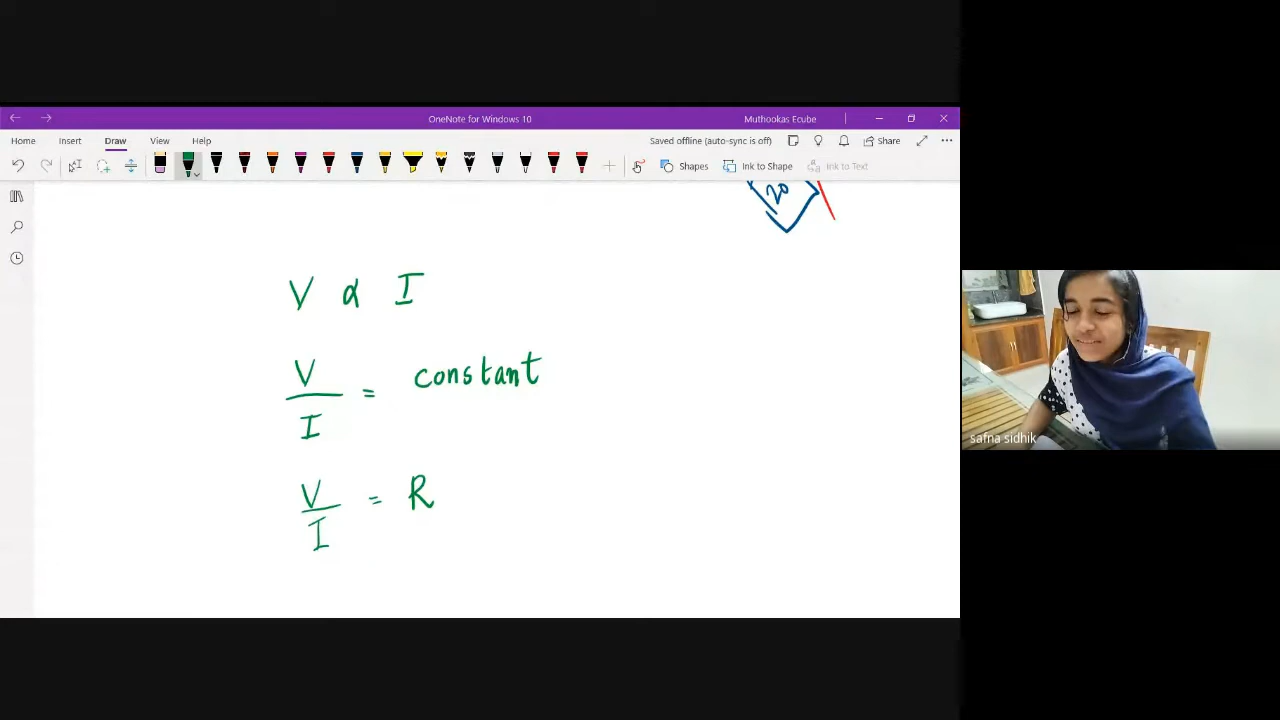 OneNote for Windows 10
Muthookas Ecube
Home Insert Draw View Help
Saved offline (auto-sync is off)
Share
Shapes
Ink to Shape
Ink to Text
20
V α I
V
I
= constant
V
I
= R
safna sidhik